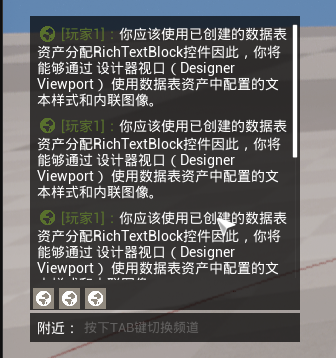 [玩家1]：你应该使用已创建的数据表
资产分配RichTextBlock控件因此，你将
能够通过 设计器视口（Designer
Viewport） 使用数据表资产中配置的文
本样式和内联图像。
[玩家1]：你应该使用已创建的数据表
资产分配RichTextBlock控件因此，你将
能够通过 设计器视口（Designer
Viewport） 使用数据表资产中配置的文
本样式和内联图像。
[玩家1]：你应该使用已创建的数据表
资产分配RichTextBlock控件因此，你将
能够通过 设计器视口（Designer
Viewport） 使用数据表资产中配置的文
附近： 按下TAB键切换频道